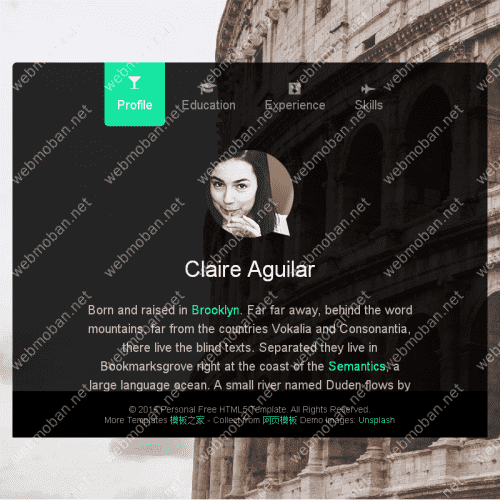 Profile
Education
Experience
Skills
Claire Aguilar
Born and raised in Brooklyn. Far far away, behind the word
mountains, far from the countries Vokalia and Consonantia,
there live the blind texts. Separated they live in
Bookmarksgrove right at the coast of the Semantics, a
large language ocean. A small river named Duden flows by
Personal Free HTML5 Template. All Rights Reserved.
More Templates 模板之家 - Collect from 网页模板 Demo Images: Unsplash
webmoban.net